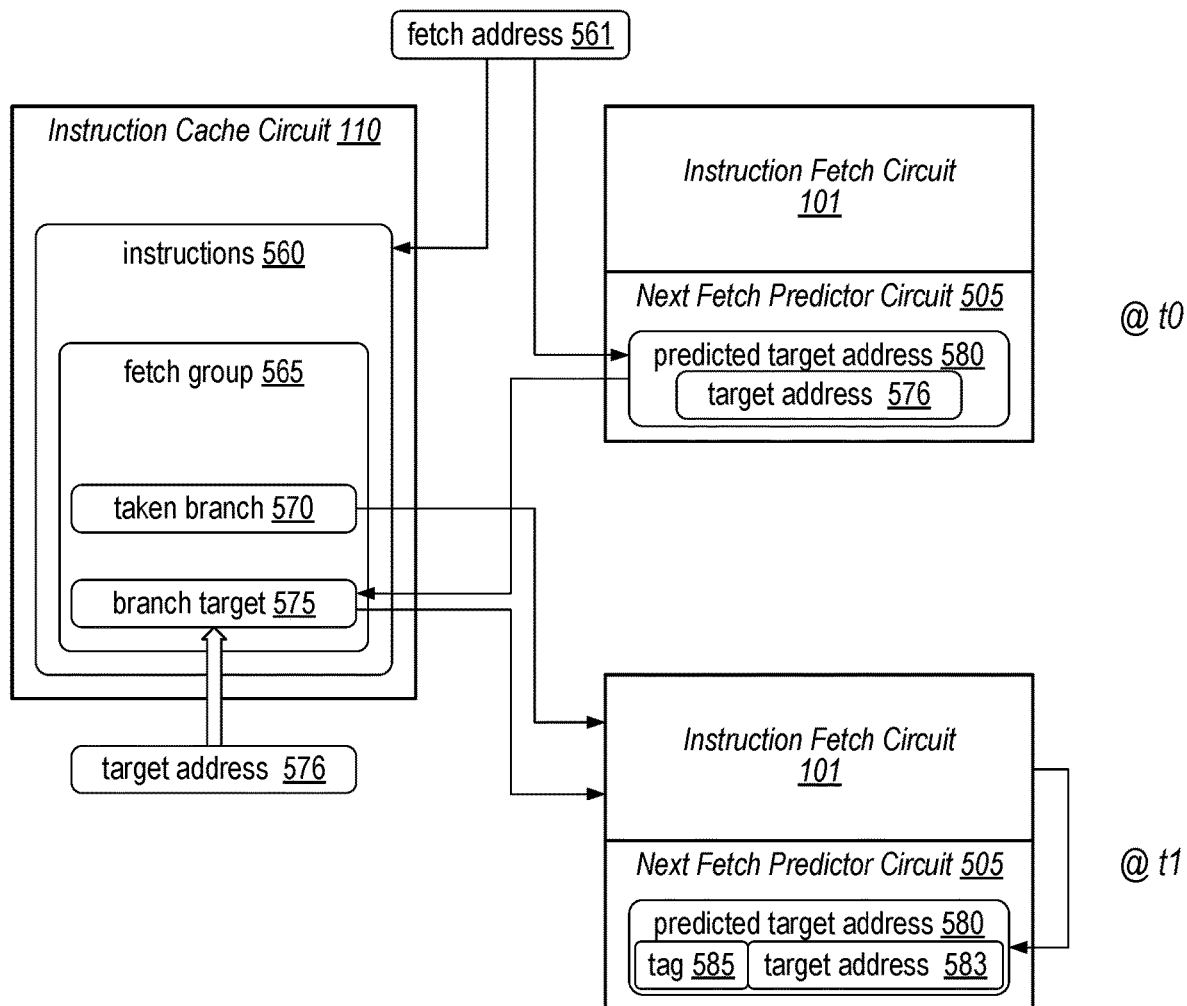 fetch address 561
Instruction Cache Circuit 110
instructions 560
fetch group 565
taken branch 570
branch target 575
target address 576
Instruction Fetch Circuit
101
Next Fetch Predictor Circuit 505
predicted target address 580
target address 576
@ t0
Instruction Fetch Circuit
101
Next Fetch Predictor Circuit 505
predicted target address 580
tag 585 target address 583
@ t1